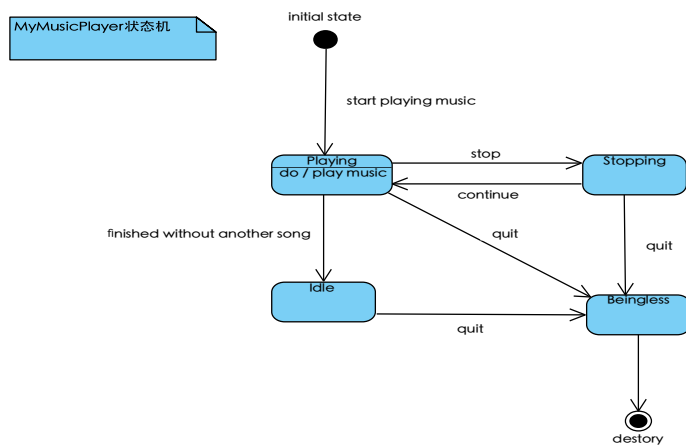 MyMusicPlayer状态机
initial state
start playing music
Playing
do / play music
stop
Stopping
continue
finished without another song
quit
quit
Idle
Beingless
quit
destory